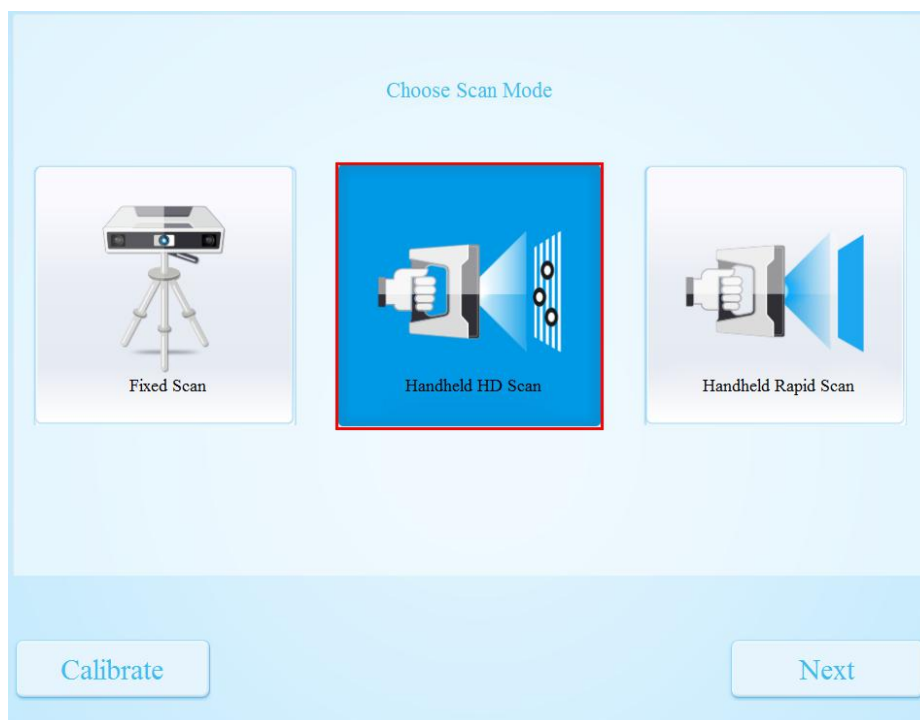 Choose Scan Mode
Fixed Scan
Handheld HD Scan
Handheld Rapid Scan
Calibrate
Next